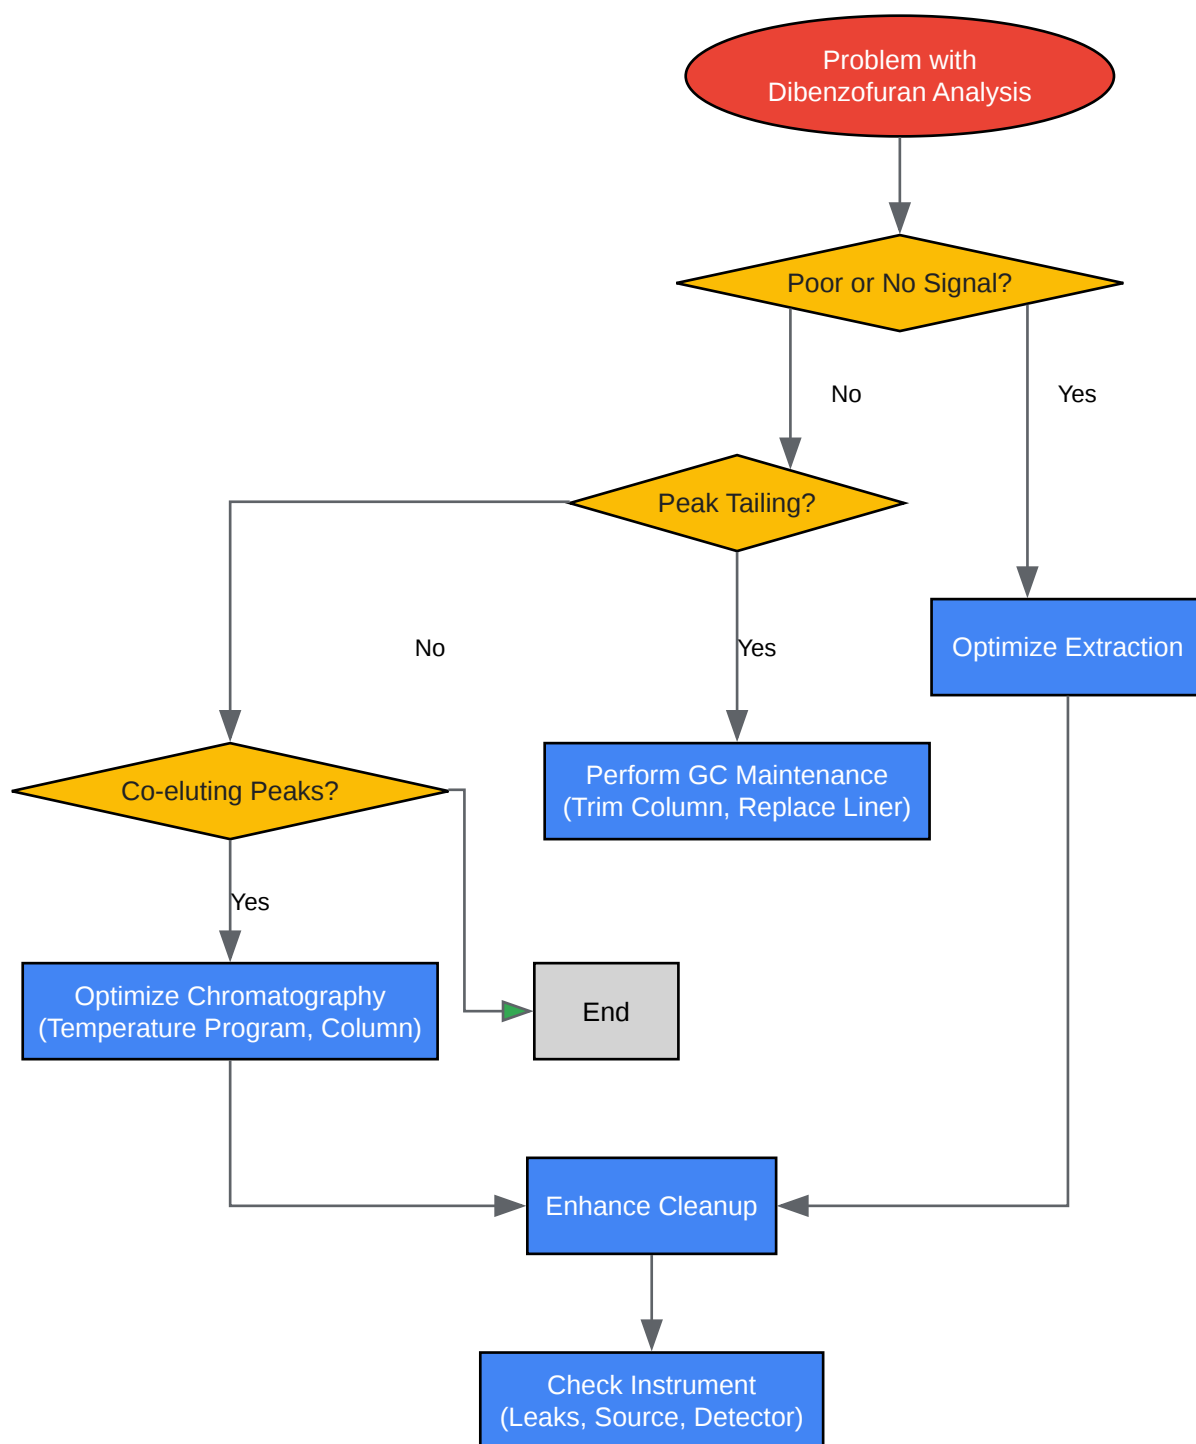 Problem with
Dibenzofuran Analysis
Poor or No Signal?
No
Yes
Peak Tailing?
No
Yes
Optimize Extraction
Co-eluting Peaks?
Perform GC Maintenance
(Trim Column, Replace Liner)
Yes
Optimize Chromatography
(Temperature Program, Column)
End
Enhance Cleanup
Check Instrument
(Leaks, Source, Detector)